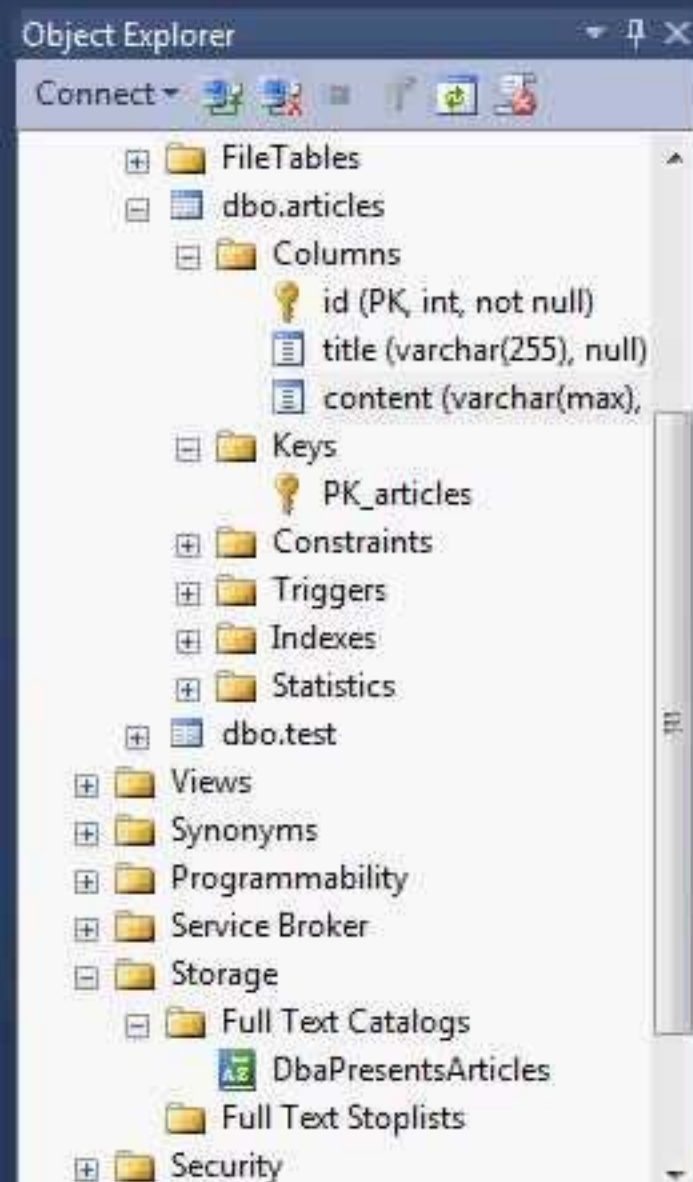 Object Explorer
Connect
FileTables
dbo.articles
Columns
id (PK, int, not null)
title (varchar(255), null)
content (varchar(max),
Keys
PK_articles
Constraints
Triggers
Indexes
Statistics
dbo.test
Views
Synonyms
Programmability
Service Broker
Storage
Full Text Catalogs
DbaPresentsArticles
Full Text Stoplists
Security